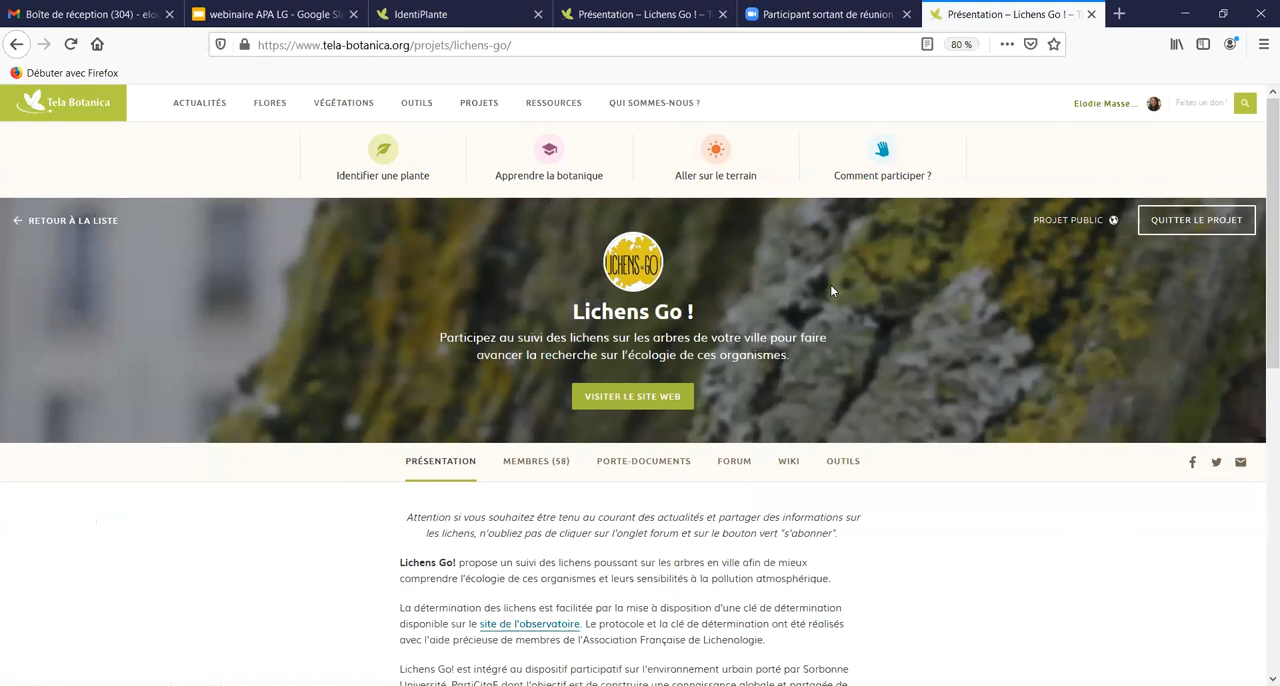 Boîte de réception (304) - elo
webinaire APA LG - Google Sli
IdentiPlante
Présentation – Lichens Go ! – T
Participant sortant de réunion
Présentation – Lichens Go ! – T
https://www.tela-botanica.org/projets/lichens-go/
80 %
Débuter avec Firefox
Tela Botanica
ACTUALITÉS
FLORES
VÉGÉTATIONS
OUTILS
PROJETS
RESSOURCES
QUI SOMMES-NOUS ?
Elodie Masse...
Faites un don !
Identifier une plante
Apprendre la botanique
Aller sur le terrain
Comment participer ?
RETOUR À LA LISTE
PROJET PUBLIC
QUITTER LE PROJET
LICHENS GO
Lichens Go !
Participez au suivi des lichens sur les arbres de votre ville pour faire
avancer la recherche sur l'écologie de ces organismes.
VISITER LE SITE WEB
PRÉSENTATION
MEMBRES (58)
PORTE-DOCUMENTS
FORUM
WIKI
OUTILS
Attention si vous souhaitez être tenu au courant des actualités et partager des informations sur
les lichens, n'oubliez pas de cliquer sur l'onglet forum et sur le bouton vert "s'abonner".
Lichens Go! propose un suivi des lichens poussant sur les arbres en ville afin de mieux
comprendre l'écologie de ces organismes et leurs sensibilités à la pollution atmosphérique.
La détermination des lichens est facilitée par la mise à disposition d'une clé de détermination
disponible sur le site de l'observatoire. Le protocole et la clé de détermination ont été réalisés
avec l'aide précieuse de membres de l'Association Française de Lichenologie.
Lichens Go! est intégré au dispositif participatif sur l'environnement urbain porté par Sorbonne
Université, PartiCitaE dont l'objectif est de construire une connaissance globale et partagée de